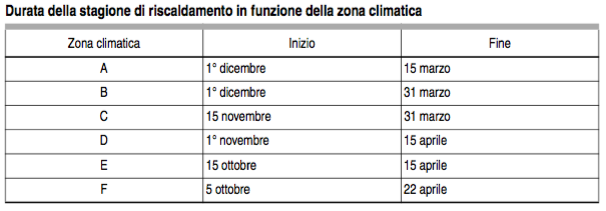 Durata della stagione di riscaldamento in funzione della zona climatica
Zona climatica Inizio Fine
A 1° dicembre 15 marzo
B 1° dicembre 31 marzo
C 15 novembre 31 marzo
D 1° novembre 15 aprile
E 15 ottobre 15 aprile
F 5 ottobre 22 aprile